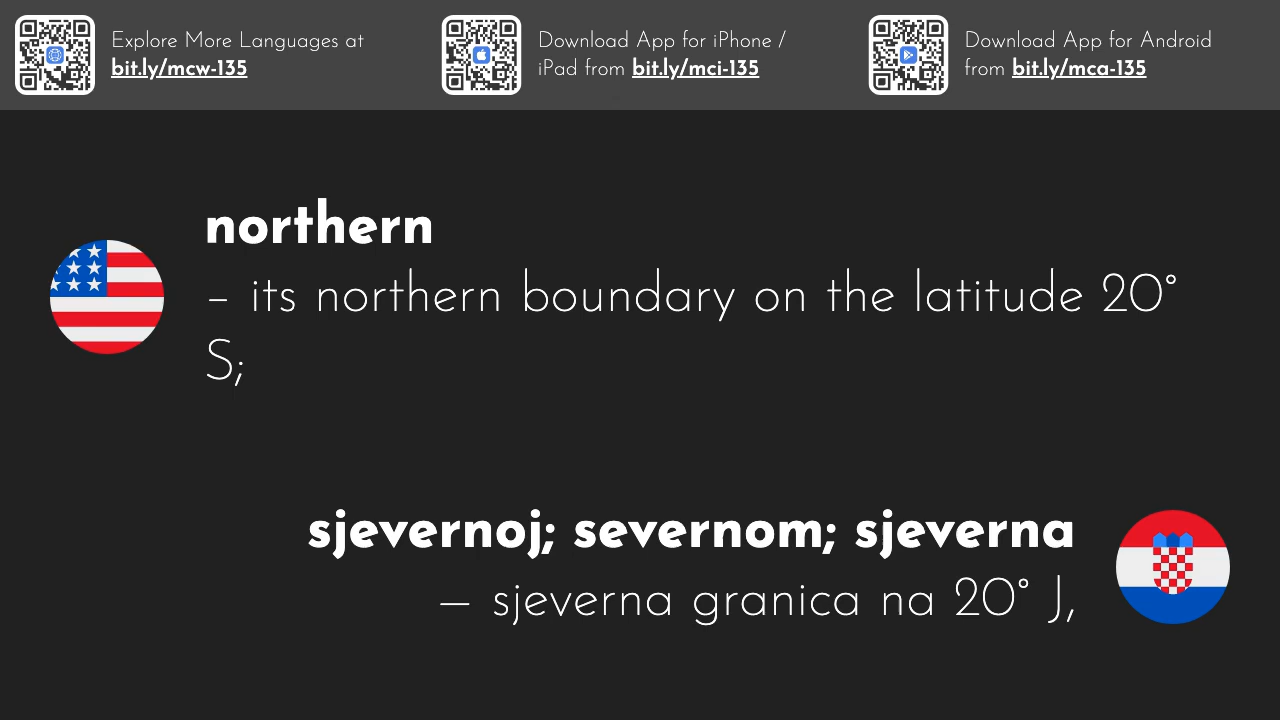 Explore More Languages at
bit.ly/mcw-135
Download App for iPhone /
iPad from bit.ly/mci-135
Download App for Android
from bit.ly/mca-135
northern
– its northern boundary on the latitude 20°
S;
sjevernoj; severnom; sjeverna
— sjeverna granica na 20° J,